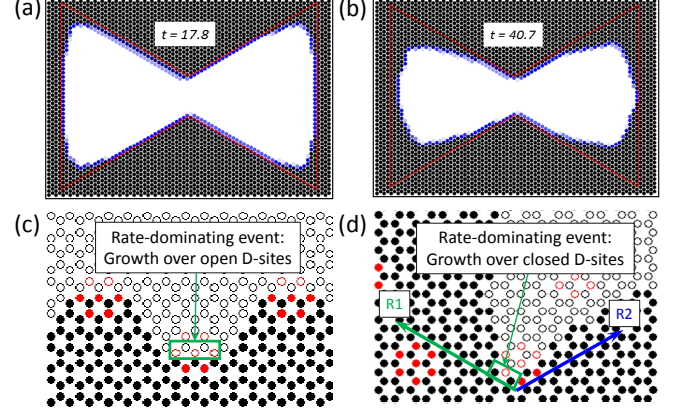 (a)
t = 17.8
(b)
t = 40.7
(c)
Rate-dominating event:
Growth over open D-sites
(d)
Rate-dominating event:
Growth over closed D-sites
R1
R2